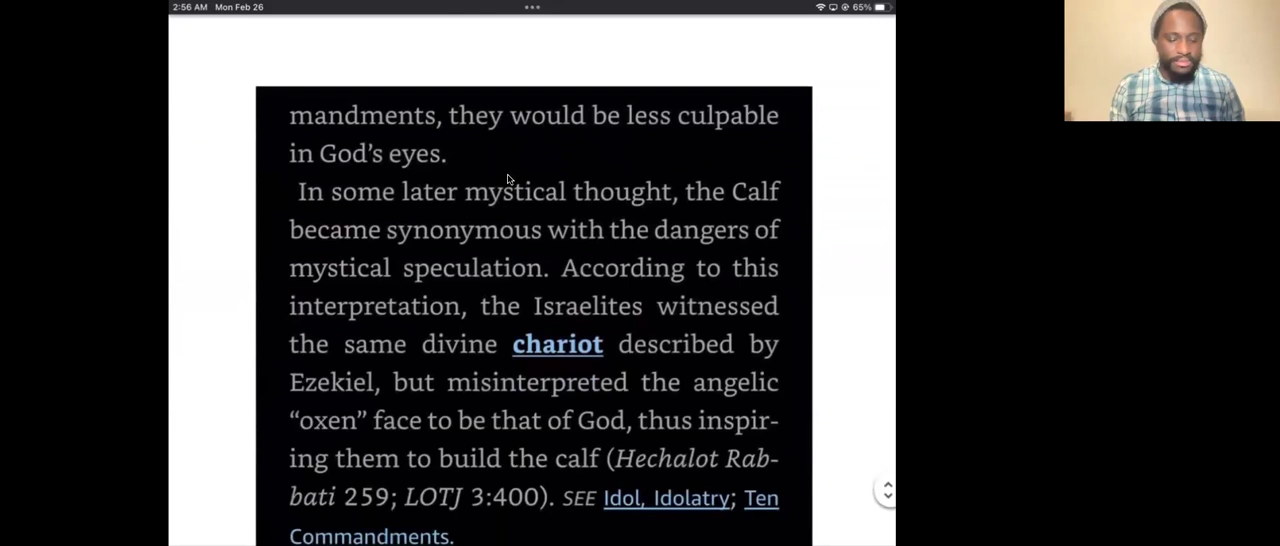 2:56 AM Mon Feb 26
65%
mandments, they would be less culpable
in God's eyes.
In some later mystical thought, the Calf
became synonymous with the dangers of
mystical speculation. According to this
interpretation, the Israelites witnessed
the same divine chariot described by
Ezekiel, but misinterpreted the angelic
“oxen” face to be that of God, thus inspir-
ing them to build the calf (Hechalot Rab-
bati 259; LOTJ 3:400). SEE Idol, Idolatry; Ten
Commandments.